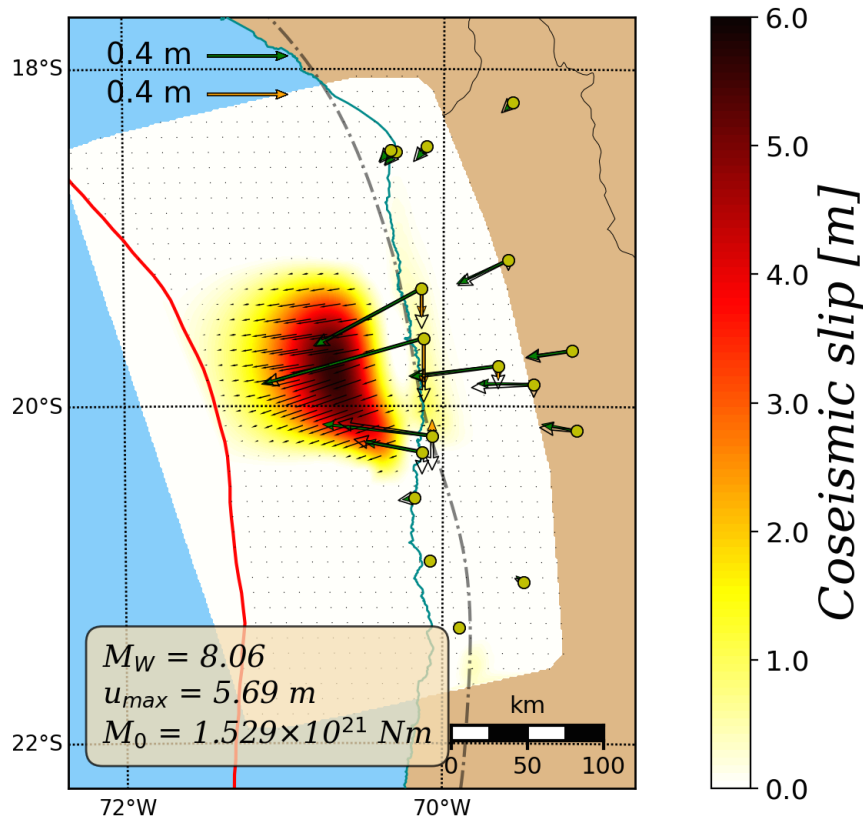 0.4 m
0.4 m
18°S
20°S
22°S
72°W
70°W
M_W = 8.06
u_max = 5.69 m
M_0 = 1.529×10^21 Nm
km
0 50 100
6.0
5.0
4.0
3.0
2.0
1.0
0.0
Coseismic slip [m]